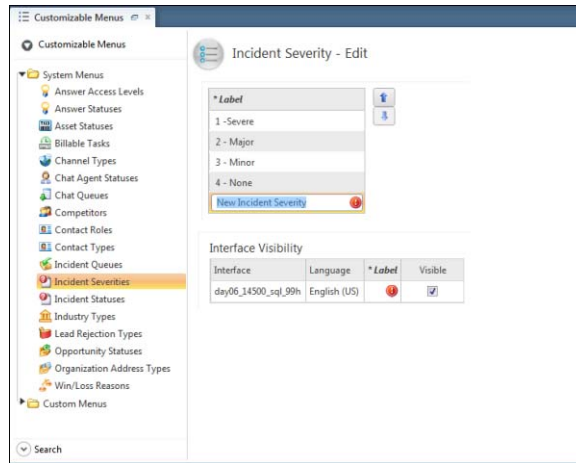 Customizable Menus
Customizable Menus
System Menus
Answer Access Levels
Answer Statuses
Asset Statuses
Billable Tasks
Channel Types
Chat Agent Statuses
Chat Queues
Competitors
Contact Roles
Contact Types
Incident Queues
Incident Severities
Incident Statuses
Industry Types
Lead Rejection Types
Opportunity Statuses
Organization Address Types
Win/Loss Reasons
Custom Menus
Search
Incident Severity - Edit
* Label
1 -Severe
2 - Major
3 - Minor
4 - None
New Incident Severity
Interface Visibility
Interface Language * Label Visible
day06_14500_sql_99h English (US)